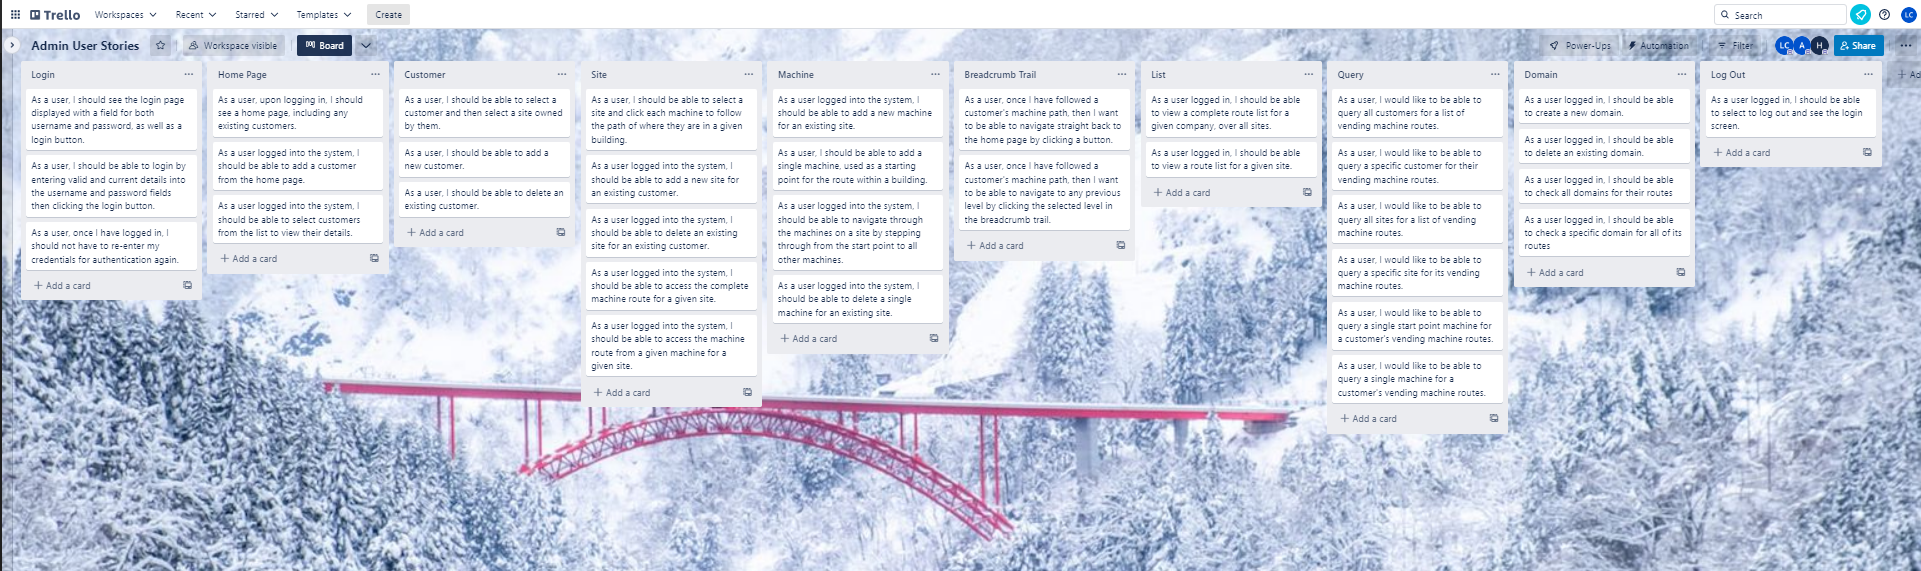 Trello
Workspaces
Recent
Starred
Templates
Create
Search
LC
Admin User Stories
Workspace visible
Board
Power-Ups
Automation
Filter
LC
A
H
Share
Login
As a user, I should see the login page
displayed with a field for both
username and password, as well as a
login button.
As a user, I should be able to login by
entering valid and current details into
the username and password fields
then clicking the login button.
As a user, once I have logged in, I
should not have to re-enter my
credentials for authentication again.
+ Add a card
Home Page
As a user, upon logging in, I should
see a home page, including any
existing customers.
As a user logged into the system, I
should be able to add a customer
from the home page.
As a user logged into the system, I
should be able to select customers
from the list to view their details.
+ Add a card
Customer
As a user, I should be able to select a
customer and then select a site owned
by them.
As a user, I should be able to add a
new customer.
As a user, I should be able to delete an
existing customer.
+ Add a card
Site
As a user, I should be able to select a
site and click each machine to follow
the path of where they are in a given
building.
As a user logged into the system, I
should be able to add a new site for
an existing customer.
As a user logged into the system, I
should be able to delete an existing
site for an existing customer.
As a user logged into the system, I
should be able to access the complete
machine route for a given site.
As a user logged into the system, I
should be able to access the machine
route from a given machine for a
given site.
+ Add a card
Machine
As a user logged into the system, I
should be able to add a new machine
for an existing site.
As a user, I should be able to add a
single machine, used as a starting
point for the route within a building.
As a user logged into the system, I
should be able to navigate through
the machines on a site by stepping
through from the start point to all
other machines.
As a user logged into the system, I
should be able to delete a single
machine for an existing site.
+ Add a card
Breadcrumb Trail
As a user, once I have followed a
customer's machine path, then I want
to be able to navigate straight back to
the home page by clicking a button.
As a user, once I have followed a
customer's machine path, then I want
to be able to navigate to any previous
level by clicking the selected level in
the breadcrumb trail.
+ Add a card
List
As a user logged in, I should be able
to view a complete route list for a
given company, over all sites.
As a user logged in, I should be able
to view a route list for a given site.
+ Add a card
Query
As a user, I would like to be able to
query all customers for a list of
vending machine routes.
As a user, I would like to be able to
query a specific customer for their
vending machine routes.
As a user, I would like to be able to
query all sites for a list of vending
machine routes.
As a user, I would like to be able to
query a specific site for its vending
machine routes.
As a user, I would like to be able to
query a single start point machine for
a customer's vending machine routes.
As a user, I would like to be able to
query a single machine for a
customer's vending machine routes.
+ Add a card
Domain
As a user logged in, I should be able
to create a new domain.
As a user logged in, I should be able
to delete an existing domain.
As a user logged in, I should be able
to check all domains for their routes
As a user logged in, I should be able
to check a specific domain for all of its
routes
+ Add a card
Log Out
As a user logged in, I should be able
to select to log out and see the login
screen.
+ Add a card
+ Ad